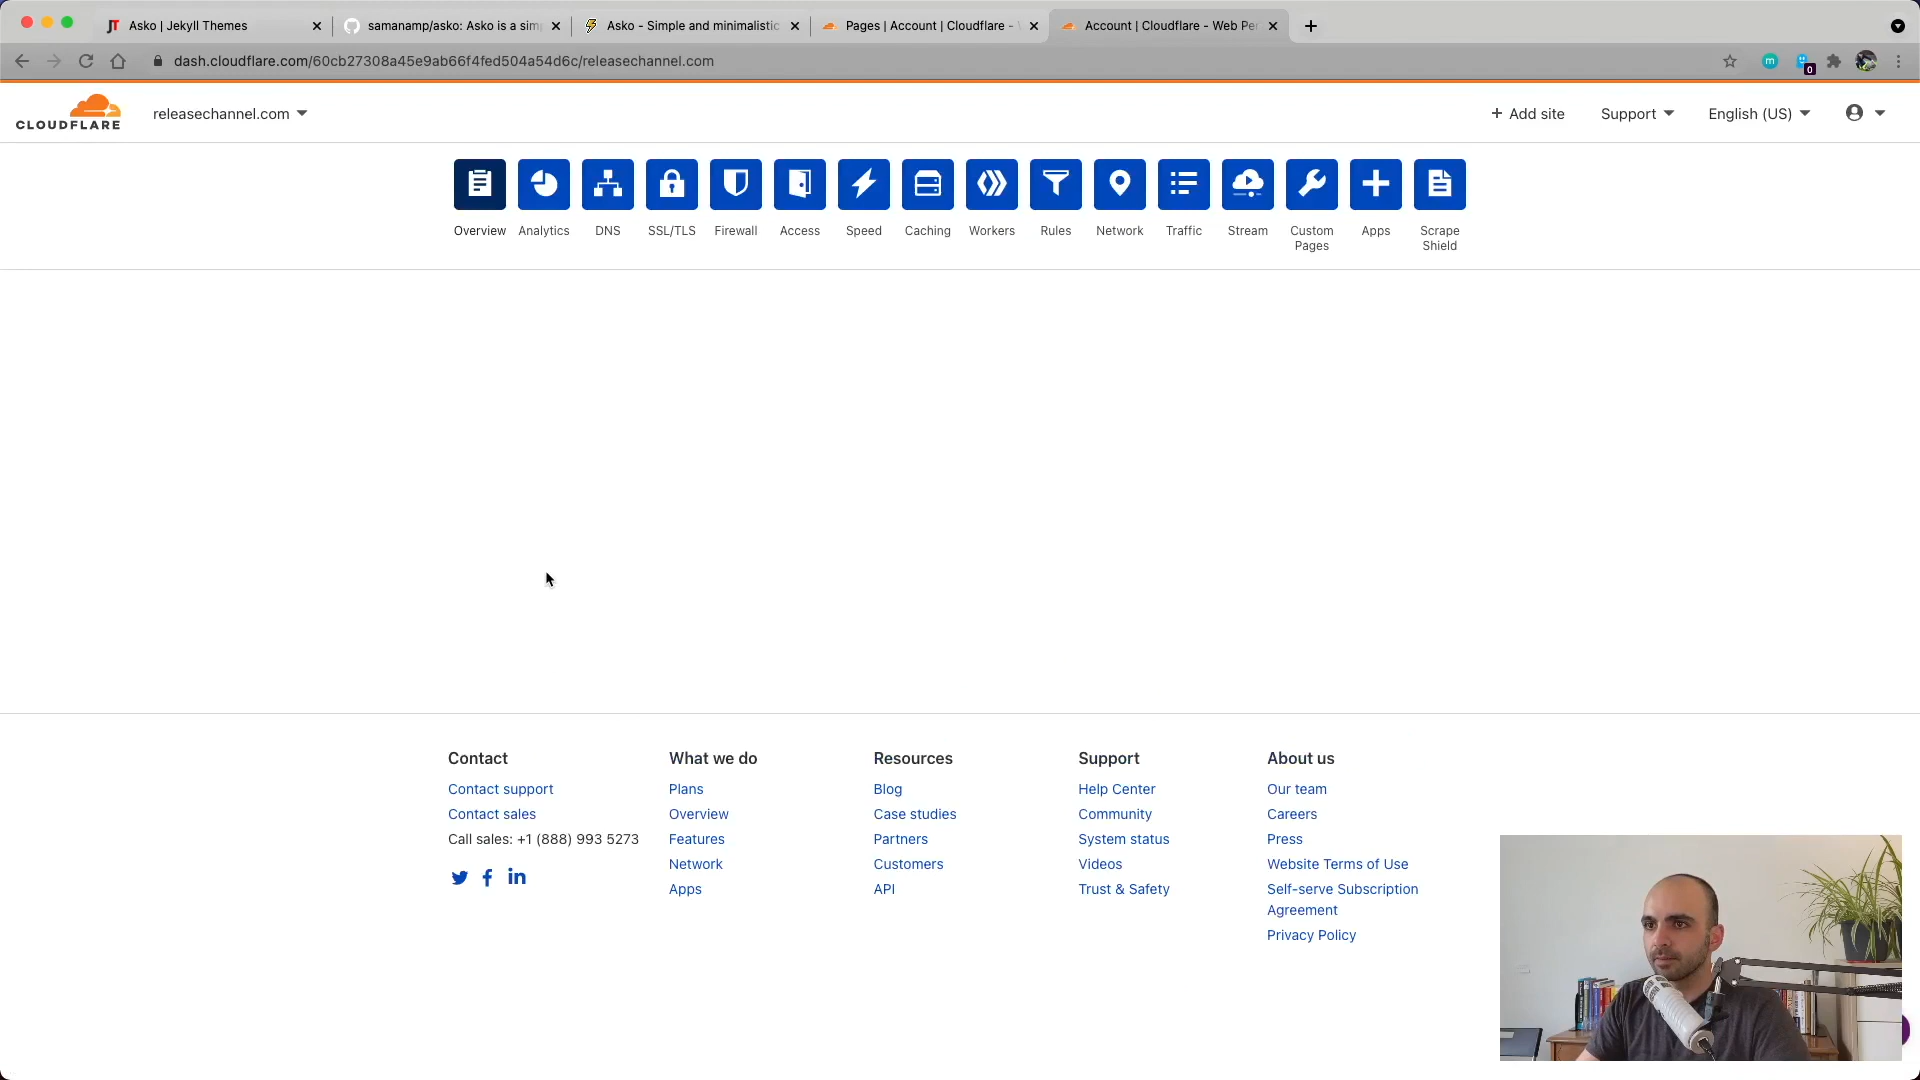 Asko | Jekyll Themes
samanamp/asko: Asko is a sim
Asko - Simple and minimalistic
Pages | Account | Cloudflare -
Account | Cloudflare - Web Per
dash.cloudflare.com/60cb27308a45e9ab66f4fed504a54d6c/releasechannel.com
m
0
CLOUDFLARE
releasechannel.com
+ Add site
Support
English (US)
Overview
Analytics
DNS
SSL/TLS
Firewall
Access
Speed
Caching
Workers
Rules
Network
Traffic
Stream
Custom
Pages
Apps
Scrape
Shield
Contact
Contact support
Contact sales
Call sales: +1 (888) 993 5273
What we do
Plans
Overview
Features
Network
Apps
Resources
Blog
Case studies
Partners
Customers
API
Support
Help Center
Community
System status
Videos
Trust & Safety
About us
Our team
Careers
Press
Website Terms of Use
Self-serve Subscription
Agreement
Privacy Policy